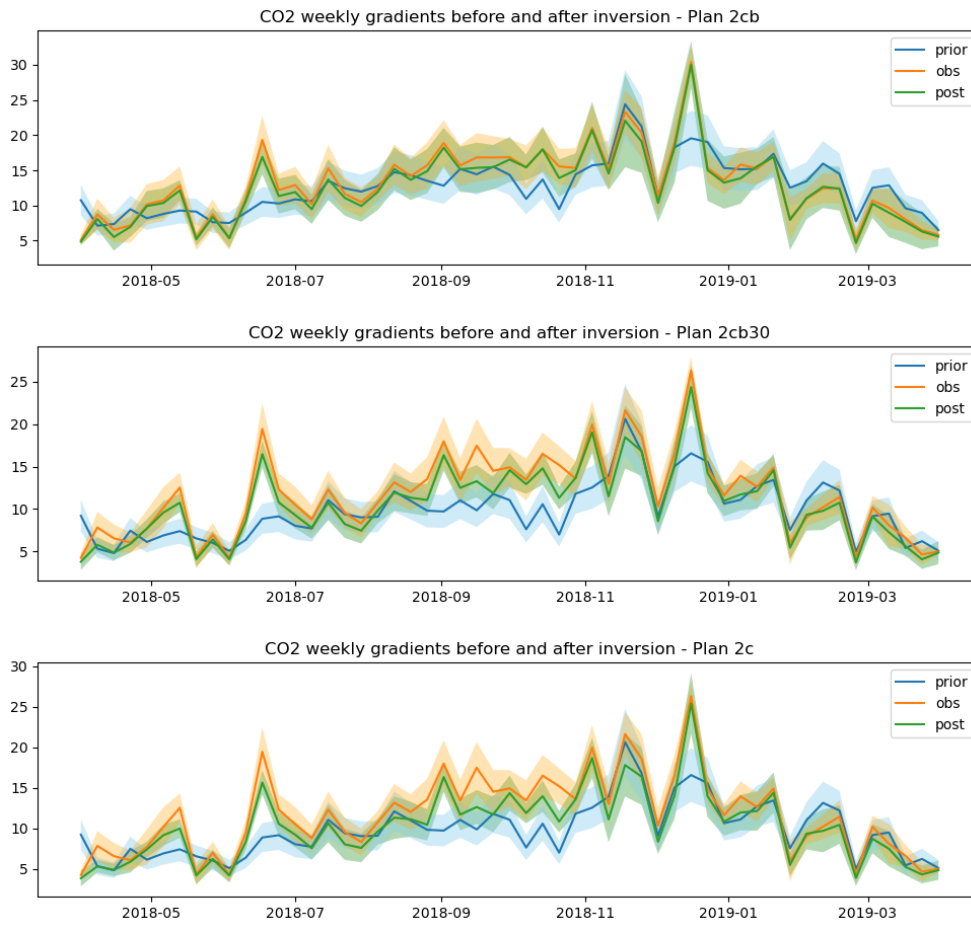 CO2 weekly gradients before and after inversion - Plan 2cb
prior
obs
post
30
25
20
15
10
5
2018-05 2018-07 2018-09 2018-11 2019-01 2019-03
CO2 weekly gradients before and after inversion - Plan 2cb30
prior
obs
post
25
20
15
10
5
2018-05 2018-07 2018-09 2018-11 2019-01 2019-03
CO2 weekly gradients before and after inversion - Plan 2c
prior
obs
post
30
25
20
15
10
5
2018-05 2018-07 2018-09 2018-11 2019-01 2019-03